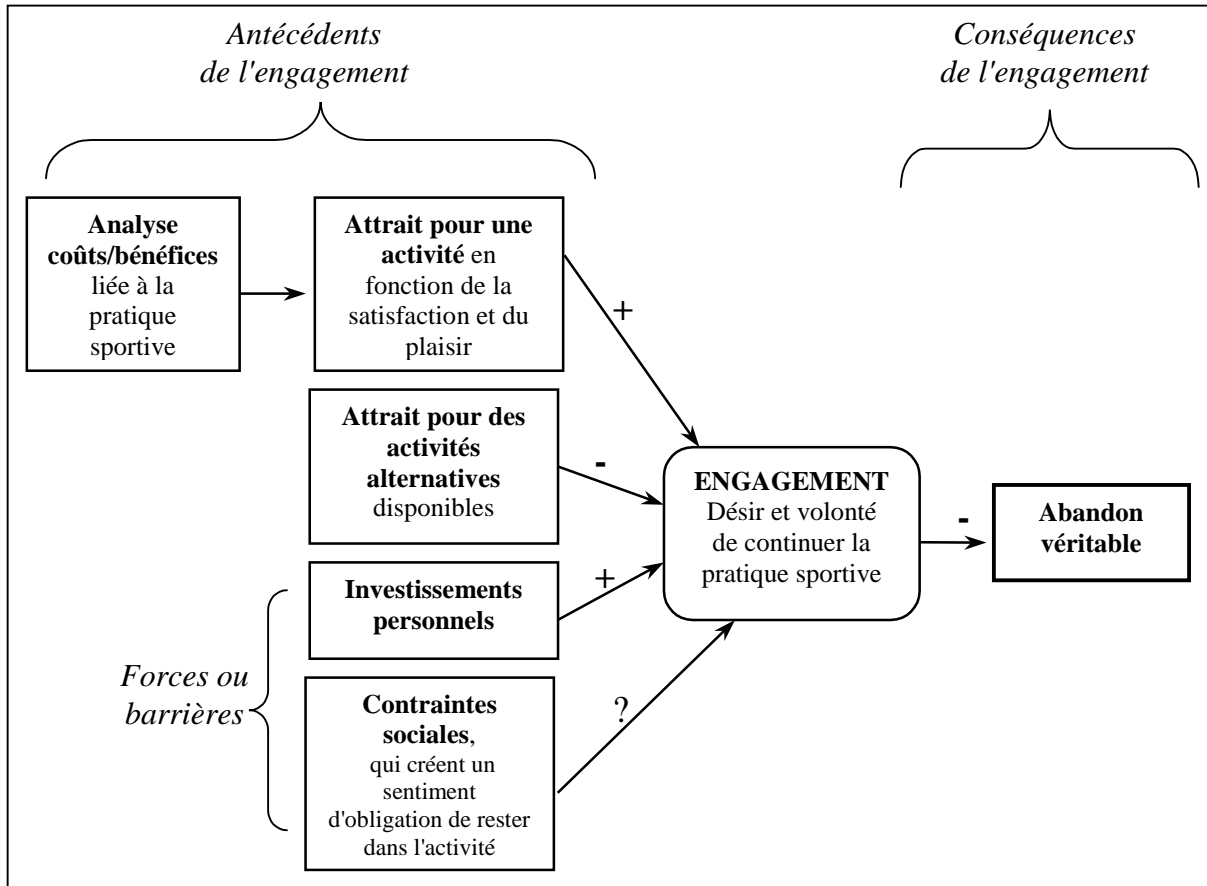 Antécédents
de l'engagement
Conséquences
de l'engagement
Analyse
coûts/bénéfices
liée à la
pratique
sportive
Attrait pour une
activité en
fonction de la
satisfaction et du
plaisir
+
Attrait pour des
activités
alternatives
disponibles
-
ENGAGEMENT
Désir et volonté
de continuer la
pratique sportive
-
Abandon
véritable
Forces ou
barrières
Investissements
personnels
+
Contraintes
sociales,
qui créent un
sentiment
d'obligation de rester
dans l'activité
?